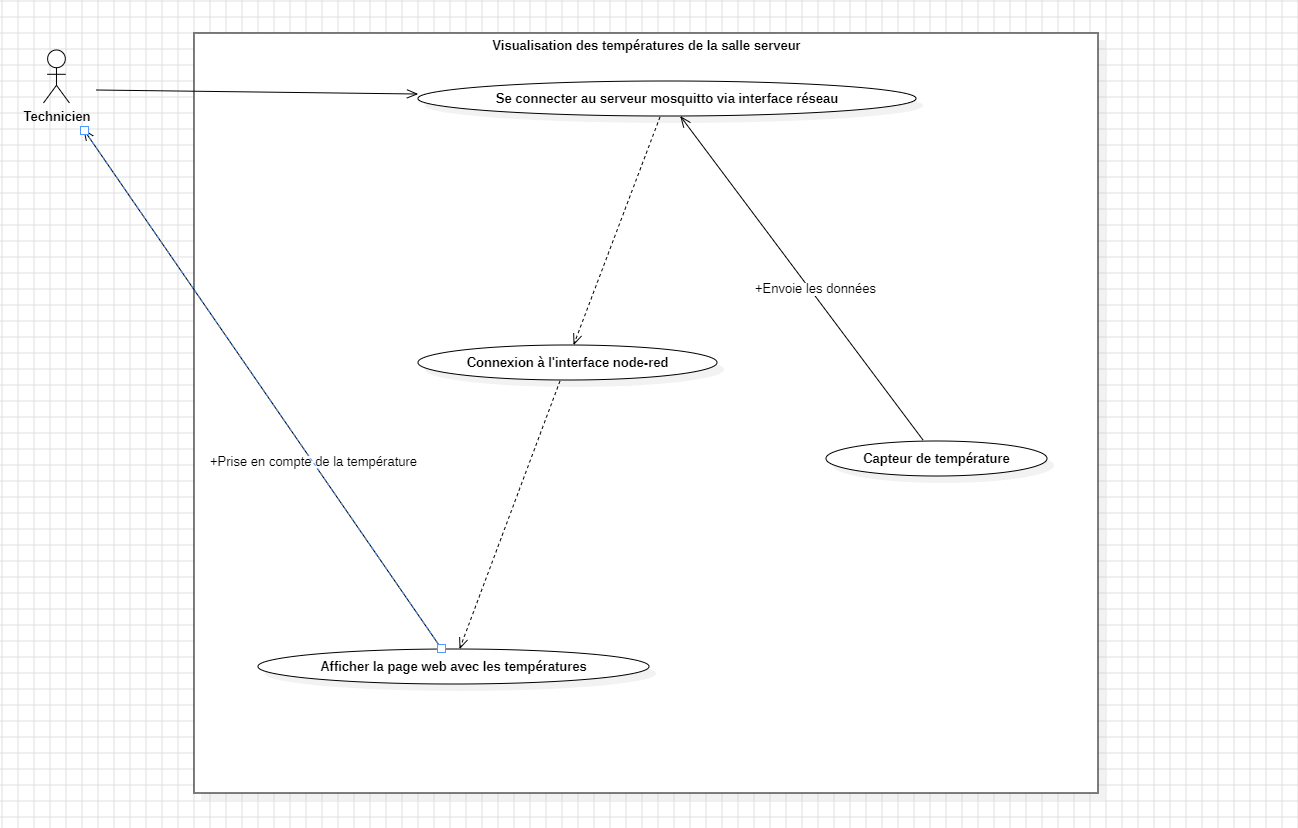 Visualisation des températures de la salle serveur
Se connecter au serveur mosquitto via interface réseau
Technicien
+Envoie les données
Connexion à l'interface node-red
+Prise en compte de la température
Capteur de température
Afficher la page web avec les températures